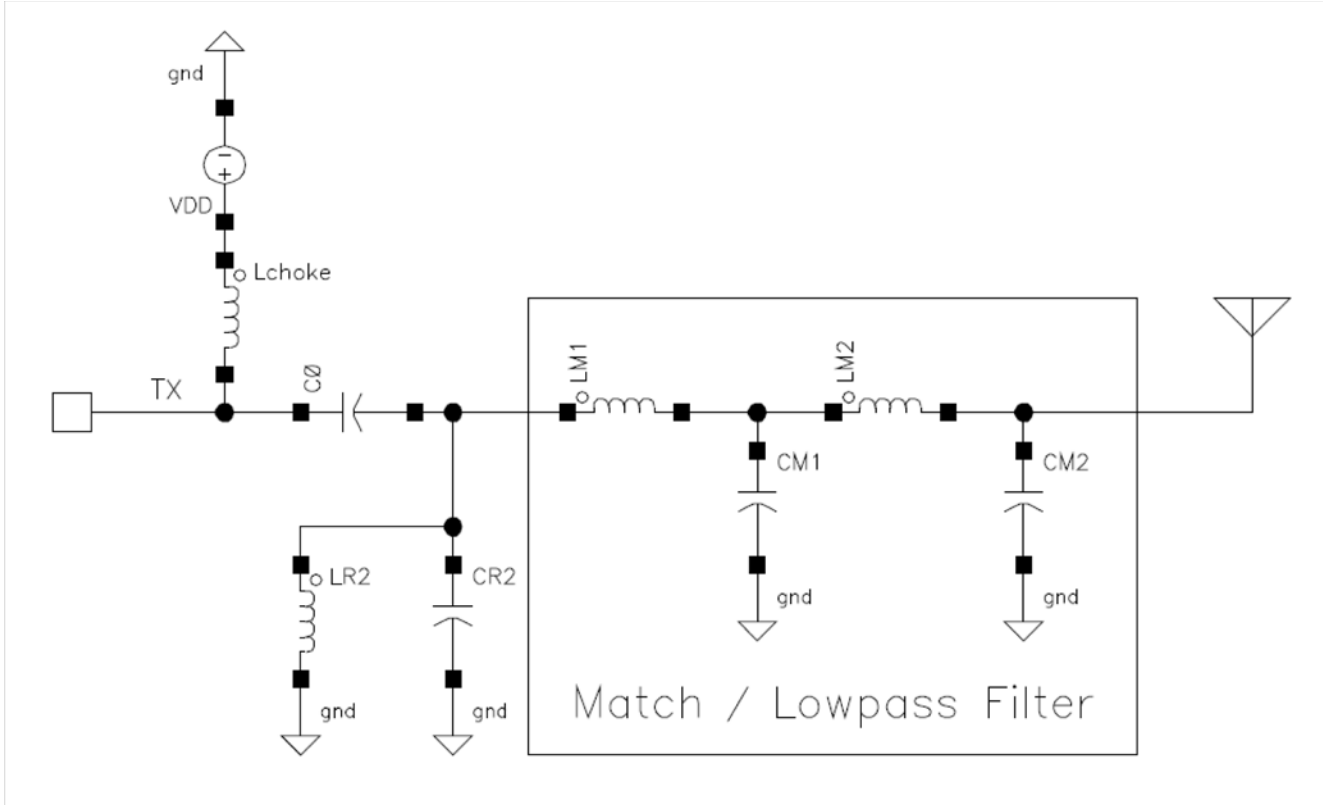 gnd
VDD
Lchoke
TX
CØ
LM1
LM2
CM1
CM2
LR2
CR2
gnd
gnd
gnd
gnd
Match / Lowpass Filter